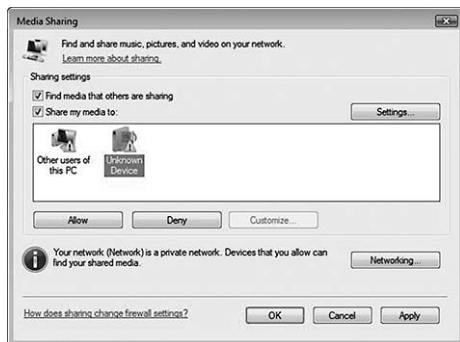 Media Sharing
Find and share music, pictures, and video on your network.
Learn more about sharing.
Sharing settings
Find media that others are sharing
Share my media to:
Settings...
Other users of
this PC
Unknown
Device
Allow
Deny
Customize...
Your network (Network) is a private network. Devices that you allow can
find your shared media.
Networking...
How does sharing change firewall settings?
OK
Cancel
Apply